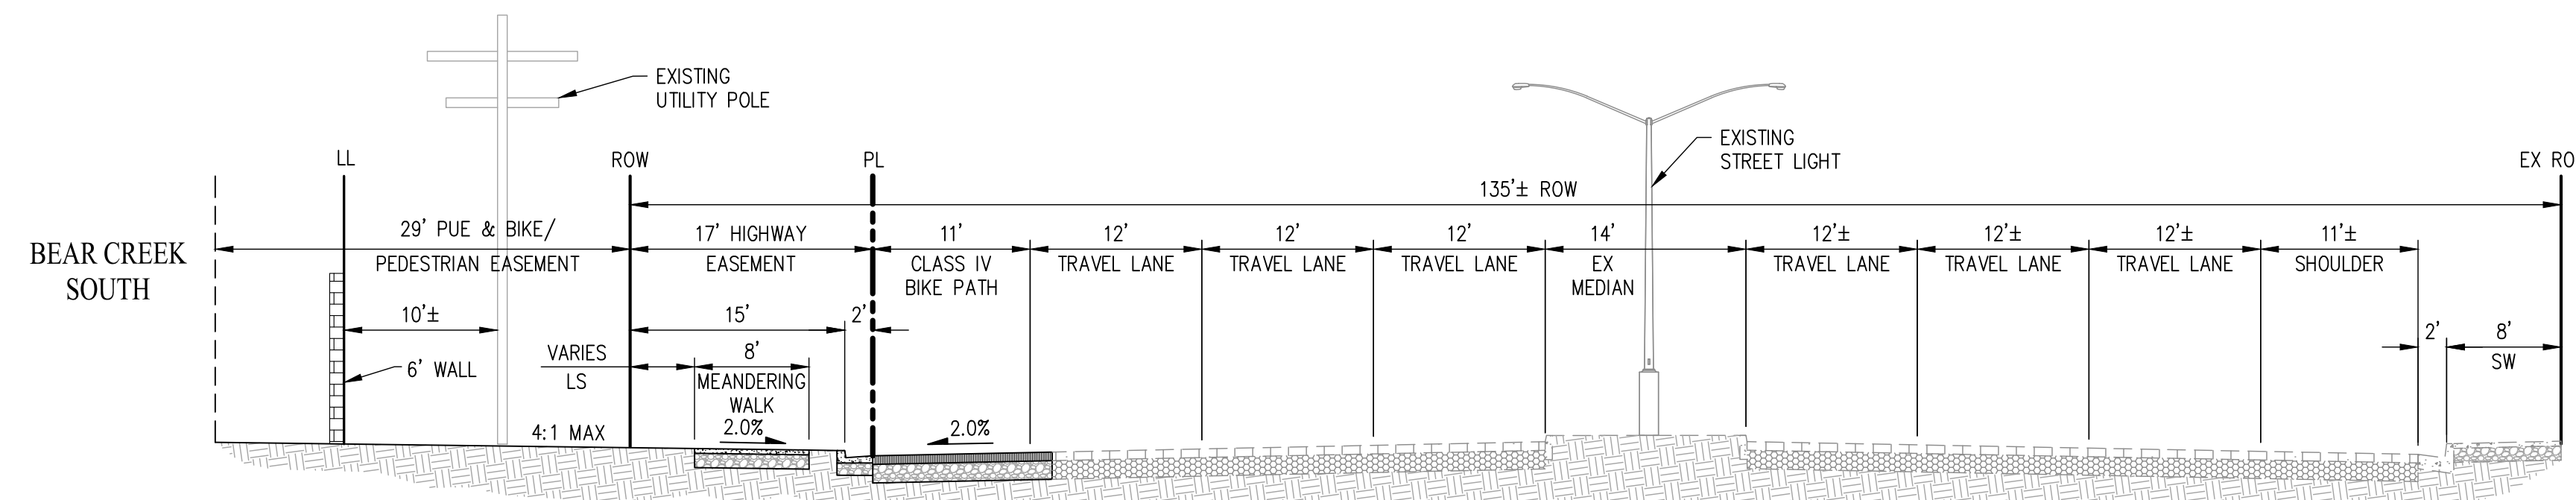 EXISTING
UTILITY POLE
EXISTING
STREET LIGHT
LL
ROW
PL
EX RO
135'± ROW
BEAR CREEK
SOUTH
29' PUE & BIKE/
PEDESTRIAN EASEMENT
17' HIGHWAY
EASEMENT
11'
CLASS IV
BIKE PATH
12'
TRAVEL LANE
12'
TRAVEL LANE
12'
TRAVEL LANE
14'
EX
MEDIAN
12'±
TRAVEL LANE
12'±
TRAVEL LANE
12'±
TRAVEL LANE
11'±
SHOULDER
10'±
15'
2'
2'
8'
SW
6' WALL
VARIES
LS
8'
MEANDERING
WALK
2.0%
4:1 MAX
2.0%